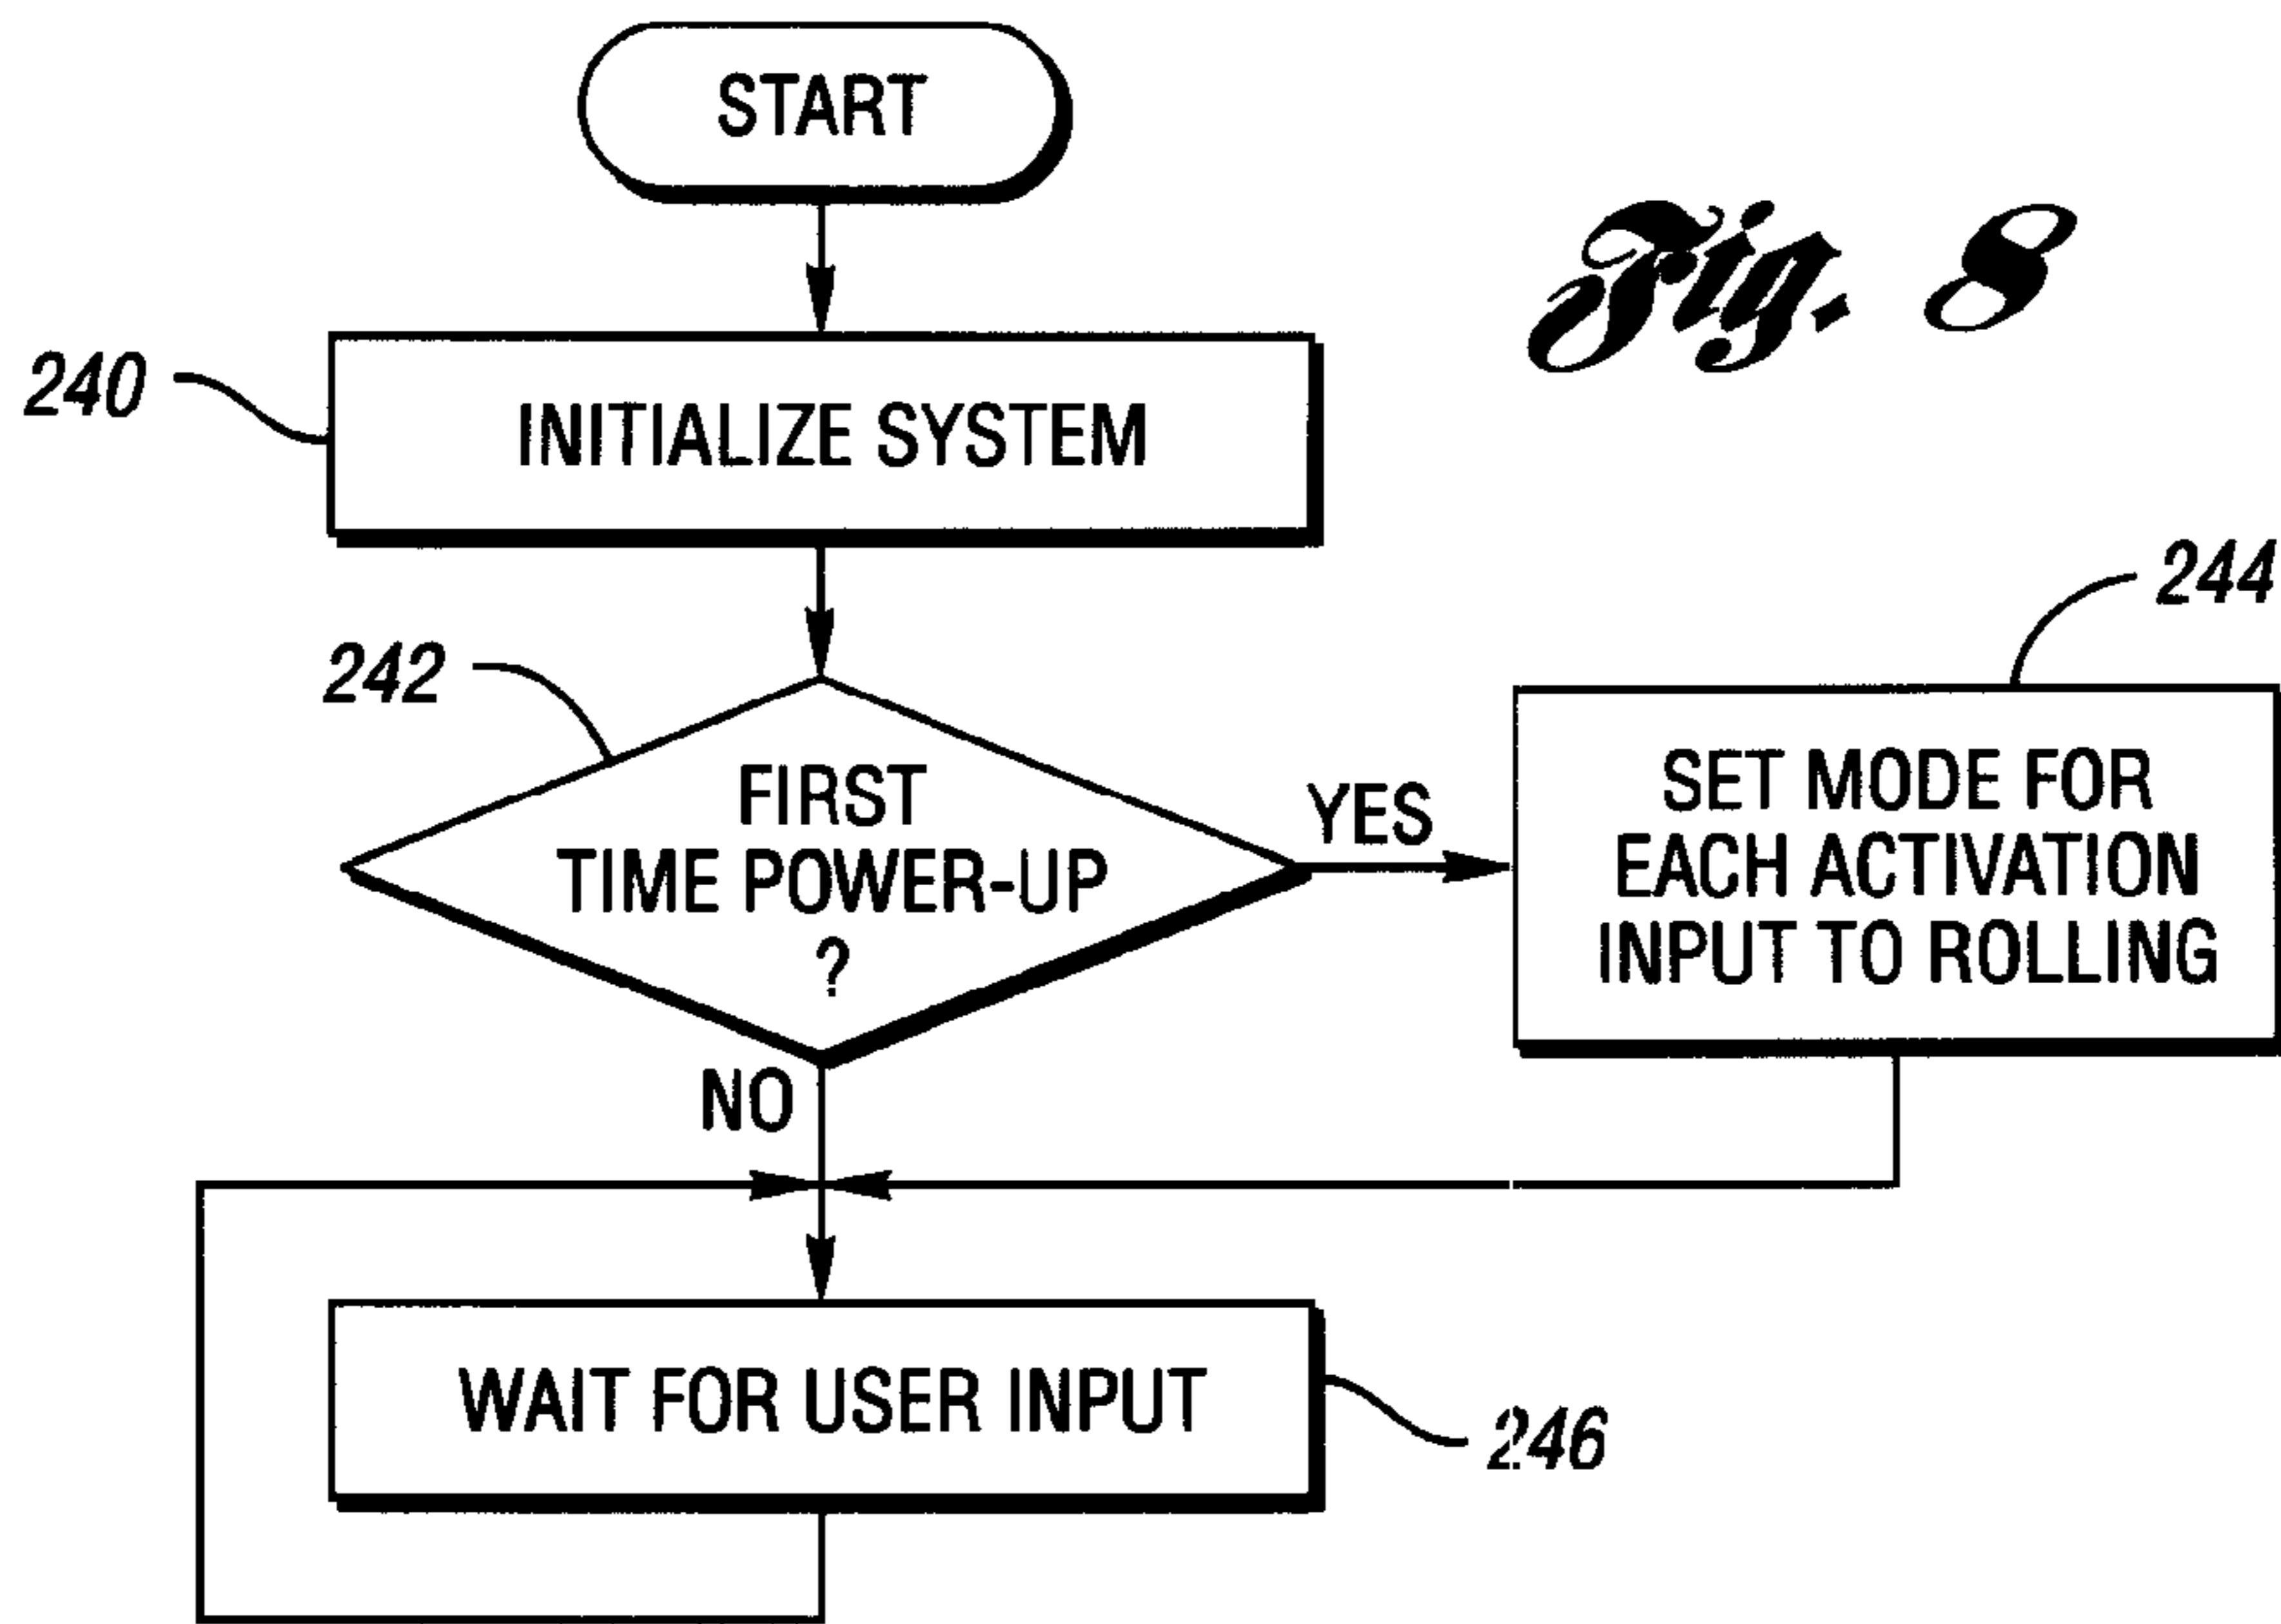 START
Fig. 8
240
INITIALIZE SYSTEM
244
242
FIRST
TIME POWER-UP
?
YES
SET MODE FOR
EACH ACTIVATION
INPUT TO ROLLING
NO
WAIT FOR USER INPUT
246